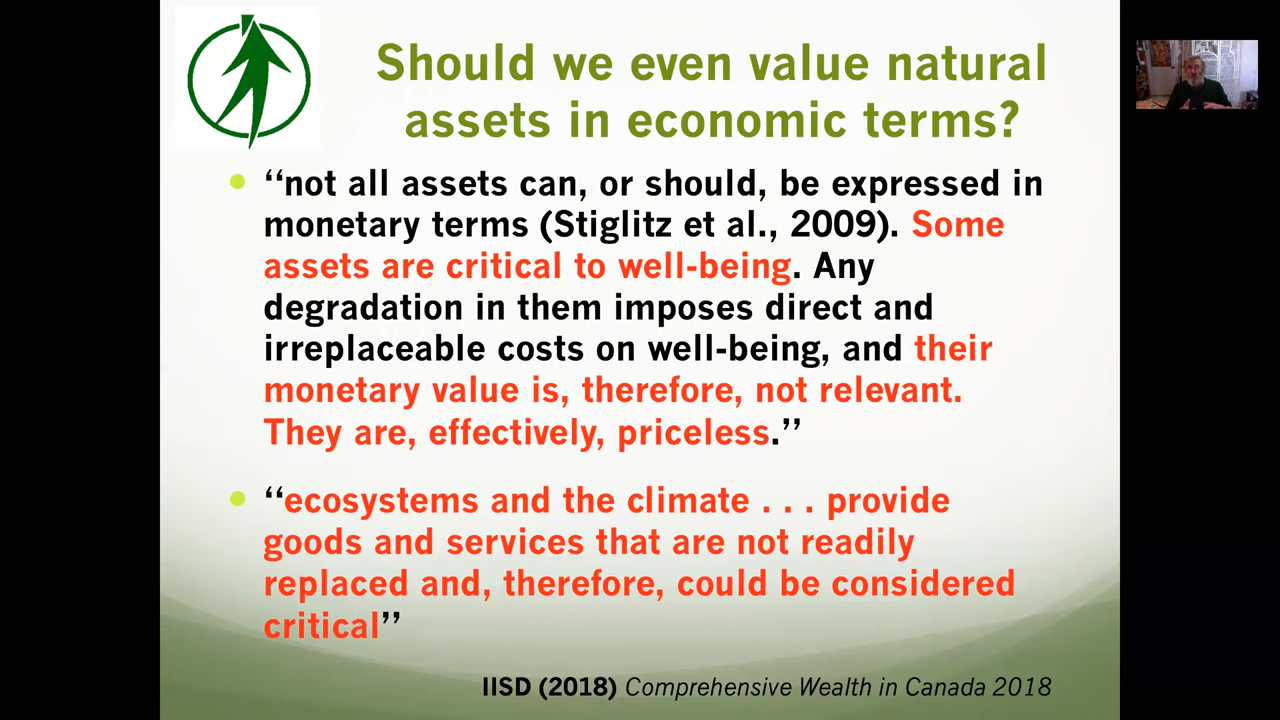 Should we even value natural
assets in economic terms?
“not all assets can, or should, be expressed in
monetary terms (Stiglitz et al., 2009). Some
assets are critical to well-being. Any
degradation in them imposes direct and
irreplaceable costs on well-being, and their
monetary value is, therefore, not relevant.
They are, effectively, priceless.”
“ecosystems and the climate . . . provide
goods and services that are not readily
replaced and, therefore, could be considered
critical”
IISD (2018) Comprehensive Wealth in Canada 2018